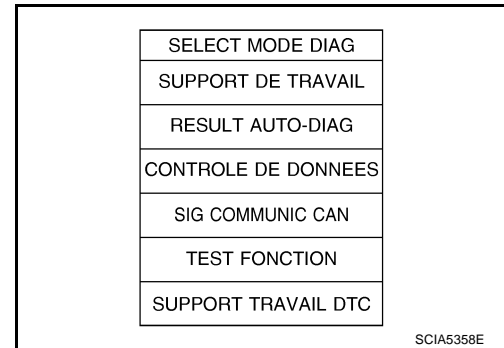 SELECT MODE DIAG
SUPPORT DE TRAVAIL
RESULT AUTO-DIAG
CONTROLE DE DONNEES
SIG COMMUNIC CAN
TEST FONCTION
SUPPORT TRAVAIL DTC
SCIA5358E